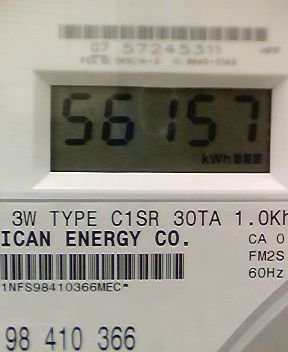 07 57245311
56157
kWh
3W TYPE C1SR 30TA 1.0Kh
ICAN ENERGY CO.
CA 0
FM2S
60Hz
1NFS98410366MEC*
98 410 366